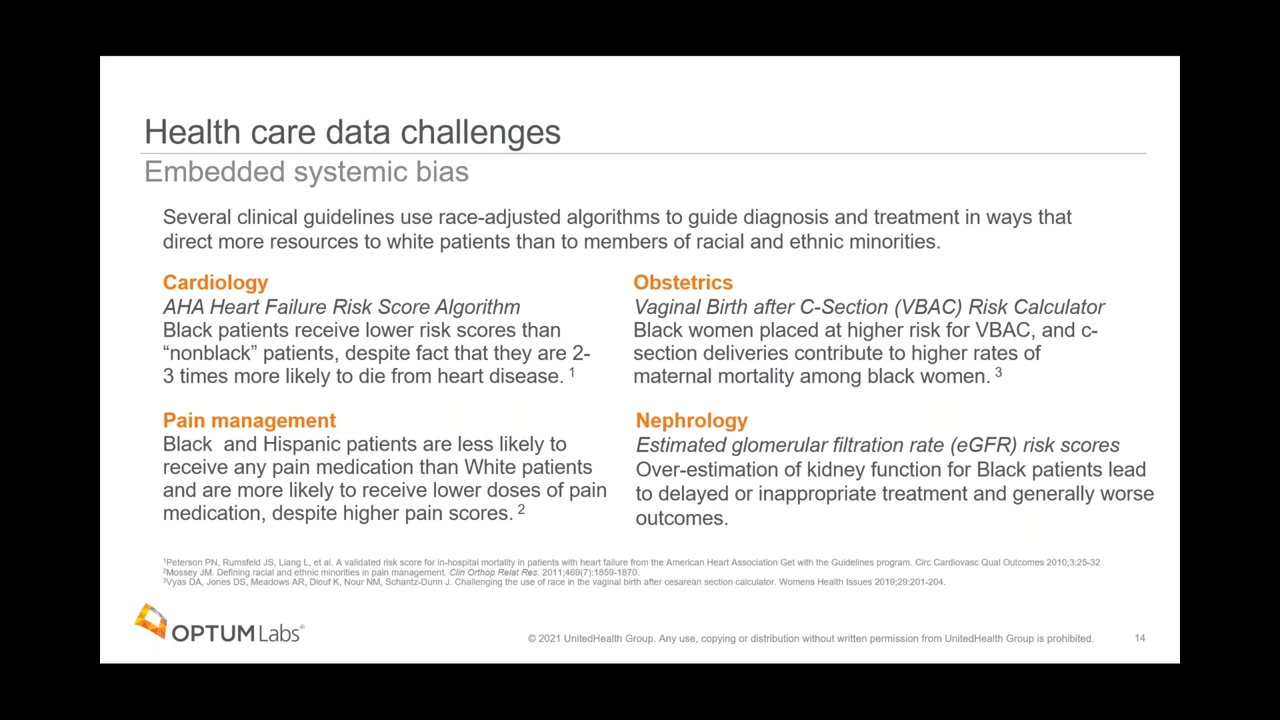 Health care data challenges
Embedded systemic bias
Several clinical guidelines use race-adjusted algorithms to guide diagnosis and treatment in ways that
direct more resources to white patients than to members of racial and ethnic minorities.
Cardiology
AHA Heart Failure Risk Score Algorithm
Black patients receive lower risk scores than
“nonblack” patients, despite fact that they are 2-
3 times more likely to die from heart disease. 1
Obstetrics
Vaginal Birth after C-Section (VBAC) Risk Calculator
Black women placed at higher risk for VBAC, and c-
section deliveries contribute to higher rates of
maternal mortality among black women. 3
Pain management
Black and Hispanic patients are less likely to
receive any pain medication than White patients
and are more likely to receive lower doses of pain
medication, despite higher pain scores. 2
Nephrology
Estimated glomerular filtration rate (eGFR) risk scores
Over-estimation of kidney function for Black patients lead
to delayed or inappropriate treatment and generally worse
outcomes.
1Peterson PN, Rumsfeld JS, Liang L, et al. A validated risk score for in-hospital mortality in patients with heart failure from the American Heart Association Get with the Guidelines program. Circ Cardiovasc Qual Outcomes 2010;3:25-32
2Mossey JM. Defining racial and ethnic minorities in pain management. Clin Orthop Relat Res. 2011;469(7):1859-1870.
3Vyas DA, Jones DS, Meadows AR, Diouf K, Nour NM, Schantz-Dunn J. Challenging the use of race in the vaginal birth after cesarean section calculator. Womens Health Issues 2019;29:201-204.
OPTUMLabs®
© 2021 UnitedHealth Group. Any use, copying or distribution without written permission from UnitedHealth Group is prohibited.
14